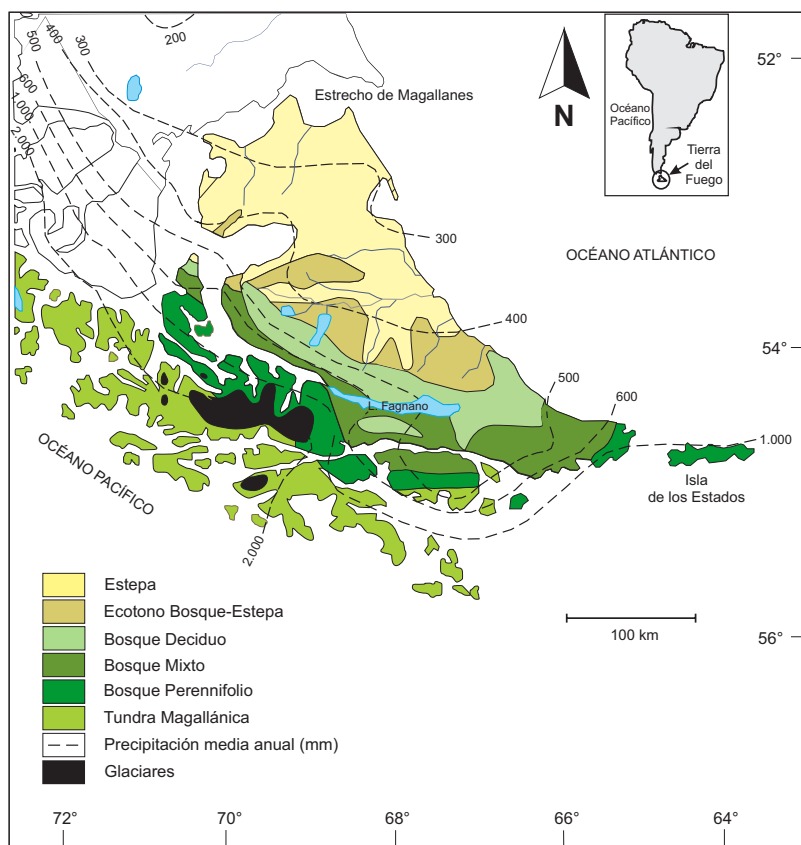 200
300
400
500
600
1.000
2.000
52°
Estrecho de Magallanes
N
Océano
Pacífico
Tierra
del
Fuego
300
OCÉANO ATLÁNTICO
400
54°
500
600
L. Fagnano
1.000
Isla
de los Estados
OCÉANO PACÍFICO
2.000
Estepa
Ecotono Bosque-Estepa
Bosque Deciduo
Bosque Mixto
Bosque Perennifolio
Tundra Magallánica
Precipitación media anual (mm)
Glaciares
100 km
56°
72°
70°
68°
66°
64°